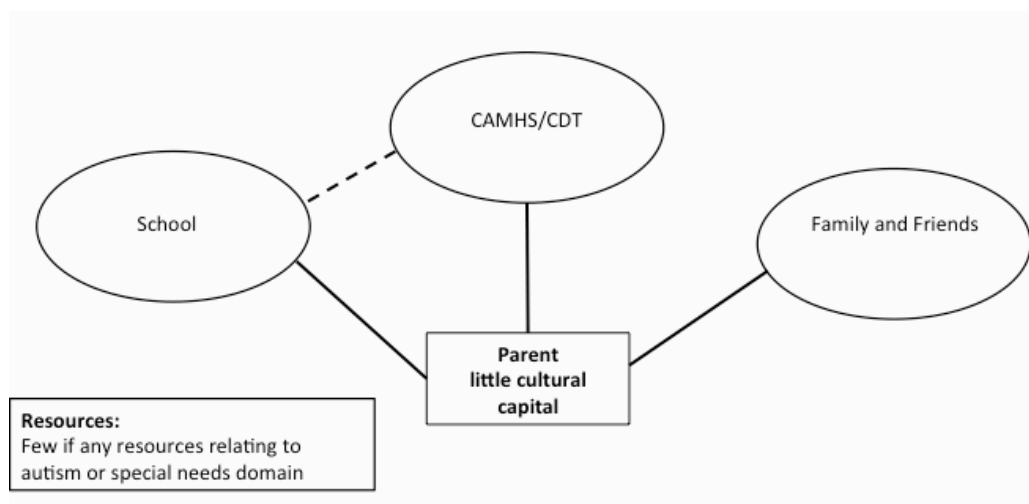 CAMHS/CDT
School
Family and Friends
Parent
little cultural
capital
Resources:
Few if any resources relating to
autism or special needs domain